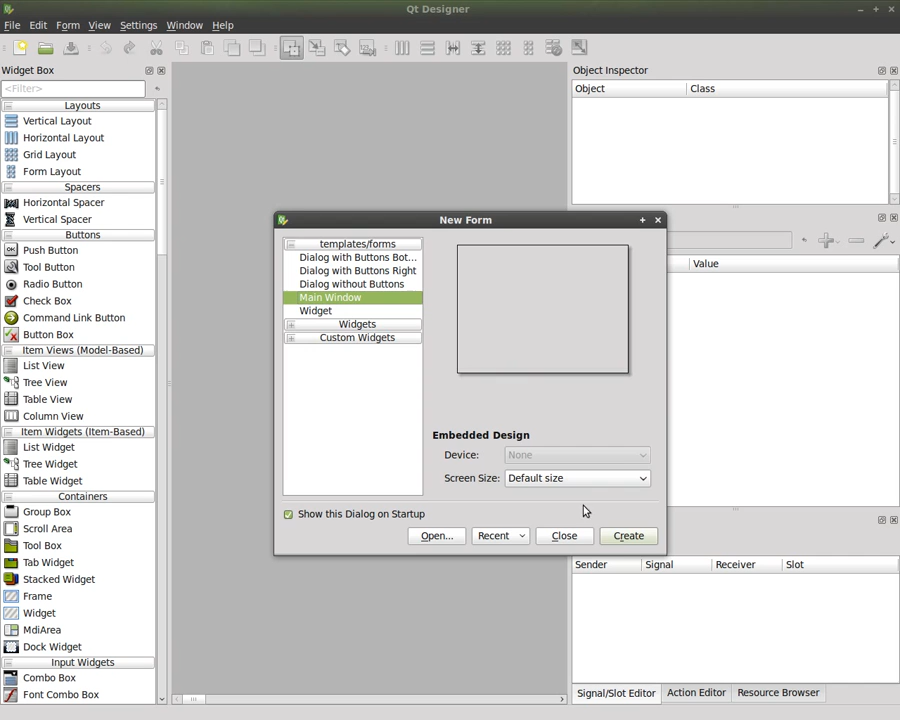 Qt Designer
File Edit Form View Settings Window Help
Widget Box
<Filter>
Layouts
Vertical Layout
Horizontal Layout
Grid Layout
Form Layout
Spacers
Horizontal Spacer
Vertical Spacer
Buttons
Push Button
Tool Button
Radio Button
Check Box
Command Link Button
Button Box
Item Views (Model-Based)
List View
Tree View
Table View
Column View
Item Widgets (Item-Based)
List Widget
Tree Widget
Table Widget
Containers
Group Box
Scroll Area
Tool Box
Tab Widget
Stacked Widget
Frame
Widget
MdiArea
Dock Widget
Input Widgets
Combo Box
Font Combo Box
New Form
templates/forms
Dialog with Buttons Bot...
Dialog with Buttons Right
Dialog without Buttons
Main Window
Widget
Widgets
Custom Widgets
Embedded Design
Device: None
Screen Size: Default size
Show this Dialog on Startup
Open... Recent Close Create
Object Inspector
Object Class
Value
Sender Signal Receiver Slot
Signal/Slot Editor Action Editor Resource Browser